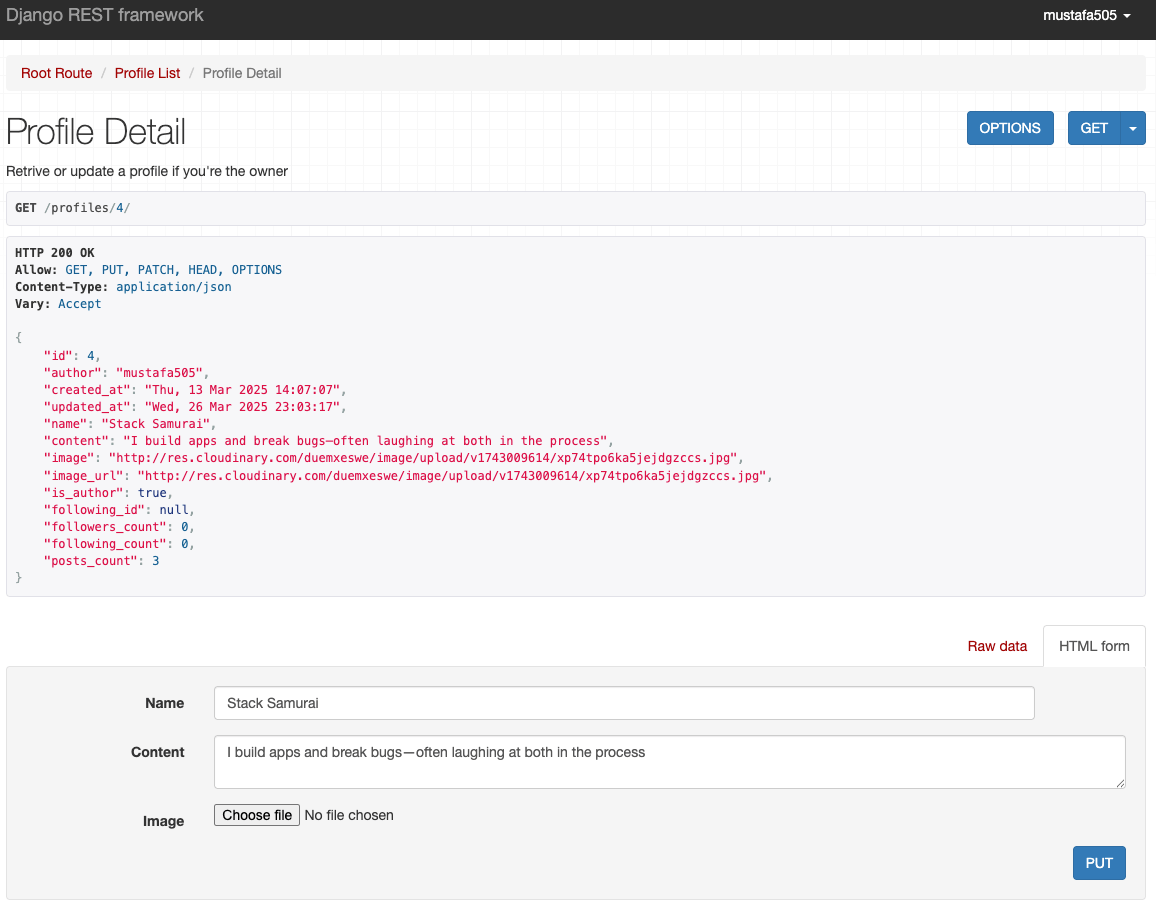 Django REST framework
mustafa505
Root Route / Profile List / Profile Detail
Profile Detail
OPTIONS
GET
Retrive or update a profile if you're the owner
GET /profiles/4/
HTTP 200 OK
Allow: GET, PUT, PATCH, HEAD, OPTIONS
Content-Type: application/json
Vary: Accept
{
    "id": 4,
    "author": "mustafa505",
    "created_at": "Thu, 13 Mar 2025 14:07:07",
    "updated_at": "Wed, 26 Mar 2025 23:03:17",
    "name": "Stack Samurai",
    "content": "I build apps and break bugs—often laughing at both in the process",
    "image": "http://res.cloudinary.com/duemxeswe/image/upload/v1743009614/xp74tpo6ka5jejdgzccs.jpg",
    "image_url": "http://res.cloudinary.com/duemxeswe/image/upload/v1743009614/xp74tpo6ka5jejdgzccs.jpg",
    "is_author": true,
    "following_id": null,
    "followers_count": 0,
    "following_count": 0,
    "posts_count": 3
}
Raw data
HTML form
Name
Stack Samurai
Content
I build apps and break bugs—often laughing at both in the process
Image
Choose file No file chosen
PUT